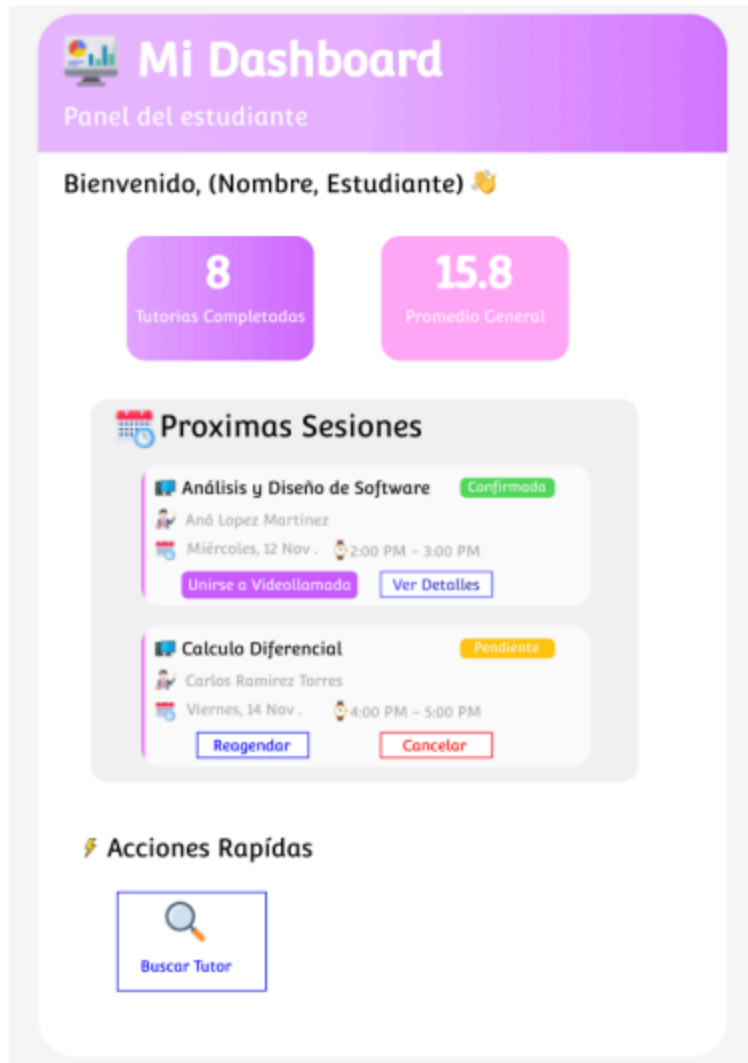 Mi Dashboard
Panel del estudiante
Bienvenido, (Nombre, Estudiante) 👋
8
Tutorias Completadas
15.8
Promedio General
Proximas Sesiones
Análisis y Diseño de Software
Confirmada
Aná Lopez Martinez
Miércoles, 12 Nov .
2:00 PM – 3:00 PM
Unirse a Videollamada
Ver Detalles
Calculo Diferencial
Pendiente
Carlos Ramirez Torres
Viernes, 14 Nov .
4:00 PM – 5:00 PM
Reagendar
Cancelar
⚡ Acciones Rapídas
Buscar Tutor